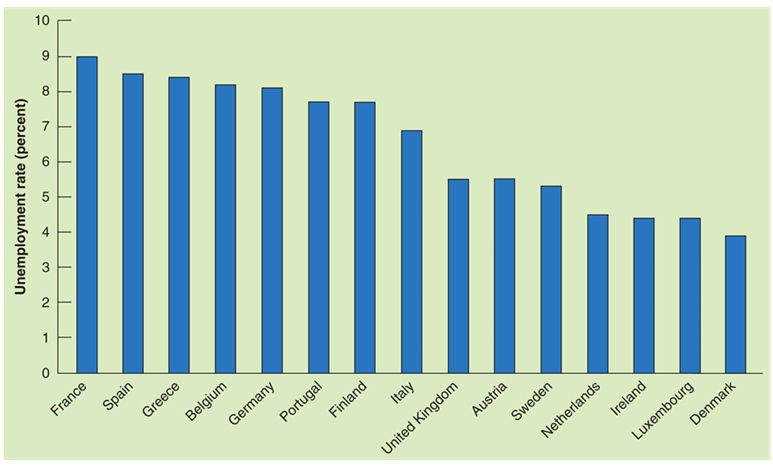 Unemployment rate (percent)
10
9
8
7
6
5
4
3
2
1
0
France
Spain
Greece
Belgium
Germany
Portugal
Finland
Italy
United Kingdom
Austria
Sweden
Netherlands
Ireland
Luxembourg
Denmark